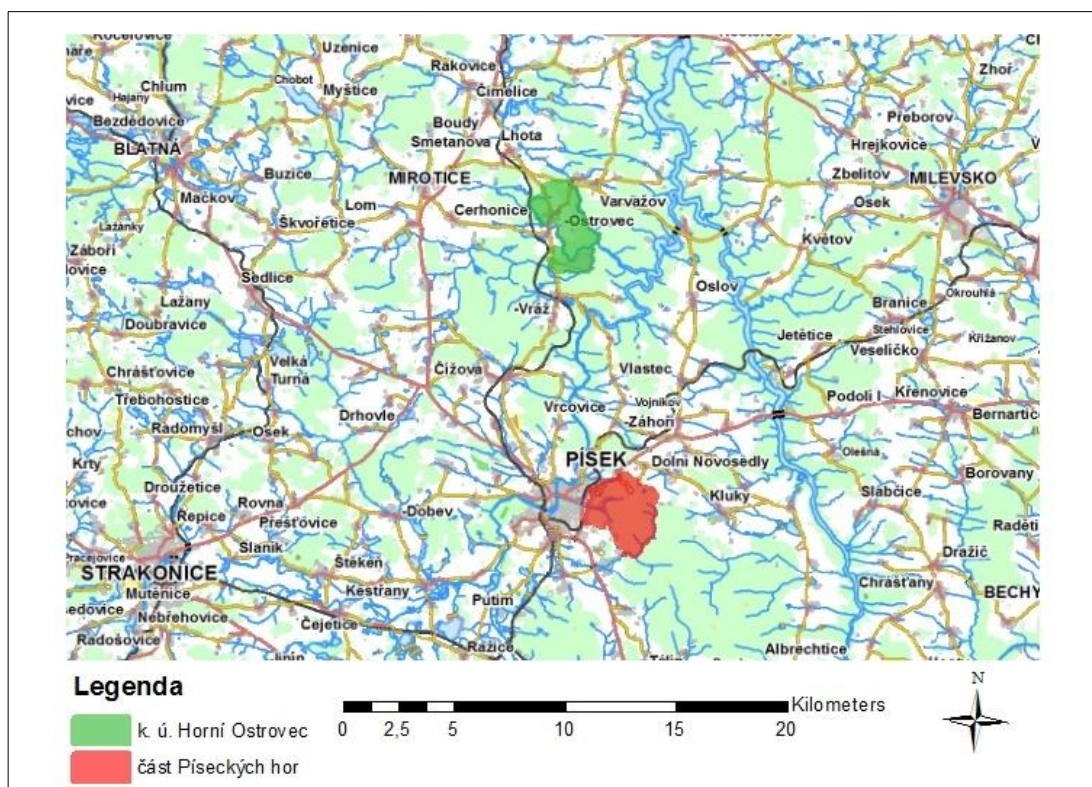 Uzenice
Rakovice
Zhoř
Chlum
Chobot
Hajany
Myštice
Čimelice
Přeborov
Bezdědovice
Boudy
Lhota
BLATNÁ
Smetanova
Hrejkovice
Buzice
MIROTICE
Zbelítov
MILEVSKO
Mačkov
Lom
Cerhonice
Varvažov
Osek
Škvořetice
-Ostrovec
Lažánky
Květov
Záboří
Sedlice
Oslov
Lažany
Branice
Okrouhlá
-Vráž
Doubravice
Jetětice
Stehlovice
Křižanov
Veselíčko
Velká
Turná
Čížová
Vlastec
Chrášťovice
Třebohostice
Vrcovice
Vojníkov
Podolí I
Křenovice
Drhovle
-Záhoří
Bernartice
Radomyšl
Osek
Olešná
PÍSEK
Dolní Novosedly
Krty
Borovany
Droužetice
Kluky
Slabčice
Rovná
Řepice
Přešťovice
-Dobev
Slaník
Dražič
Pracejovice
Štěkeň
STRAKONICE
Chrášťany
Mutěnice
Kestřany
Putim
BECHY
Nebřehovice
Čejetice
Radošovice
Ražice
Albrechtice
Legenda
k. ú. Horní Ostrovec
část Píseckých hor
Kilometers
0 2,5 5 10 15 20
N